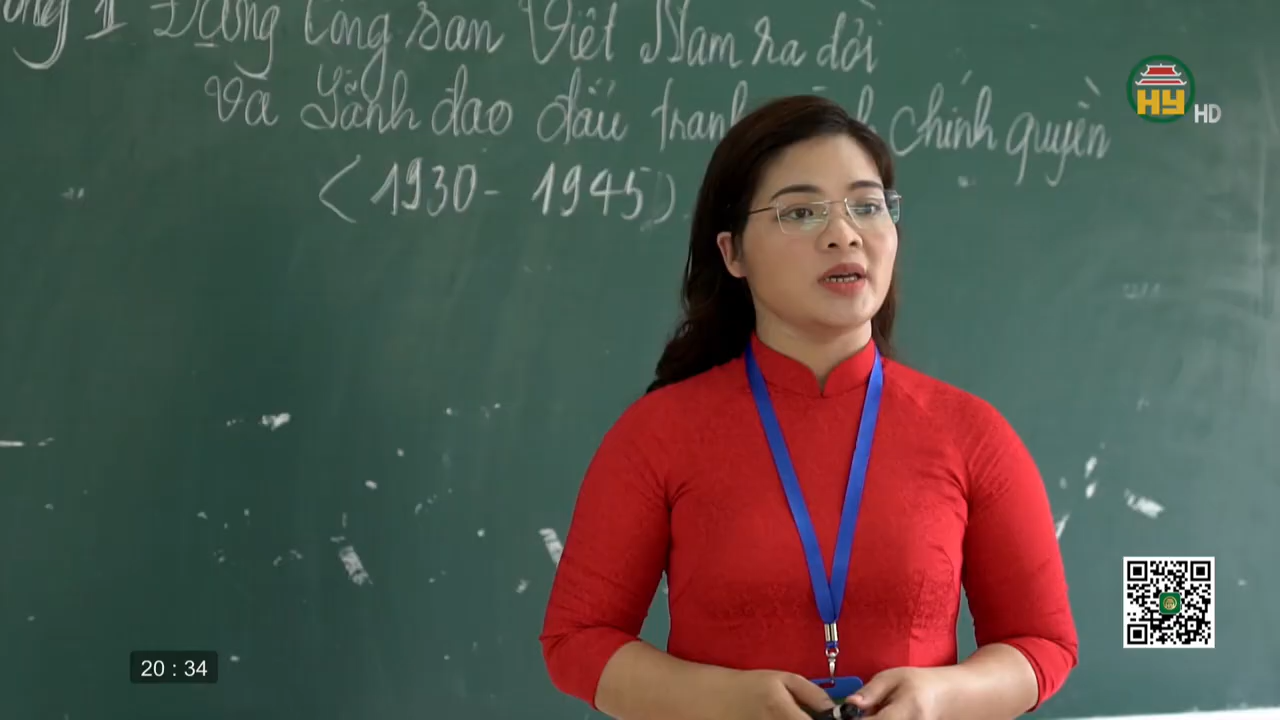 1 Đảng Cộng sản Việt Nam ra đời
và lãnh đạo đấu tranh chính quyền
(1930 - 1945)
HY HD
20 : 34